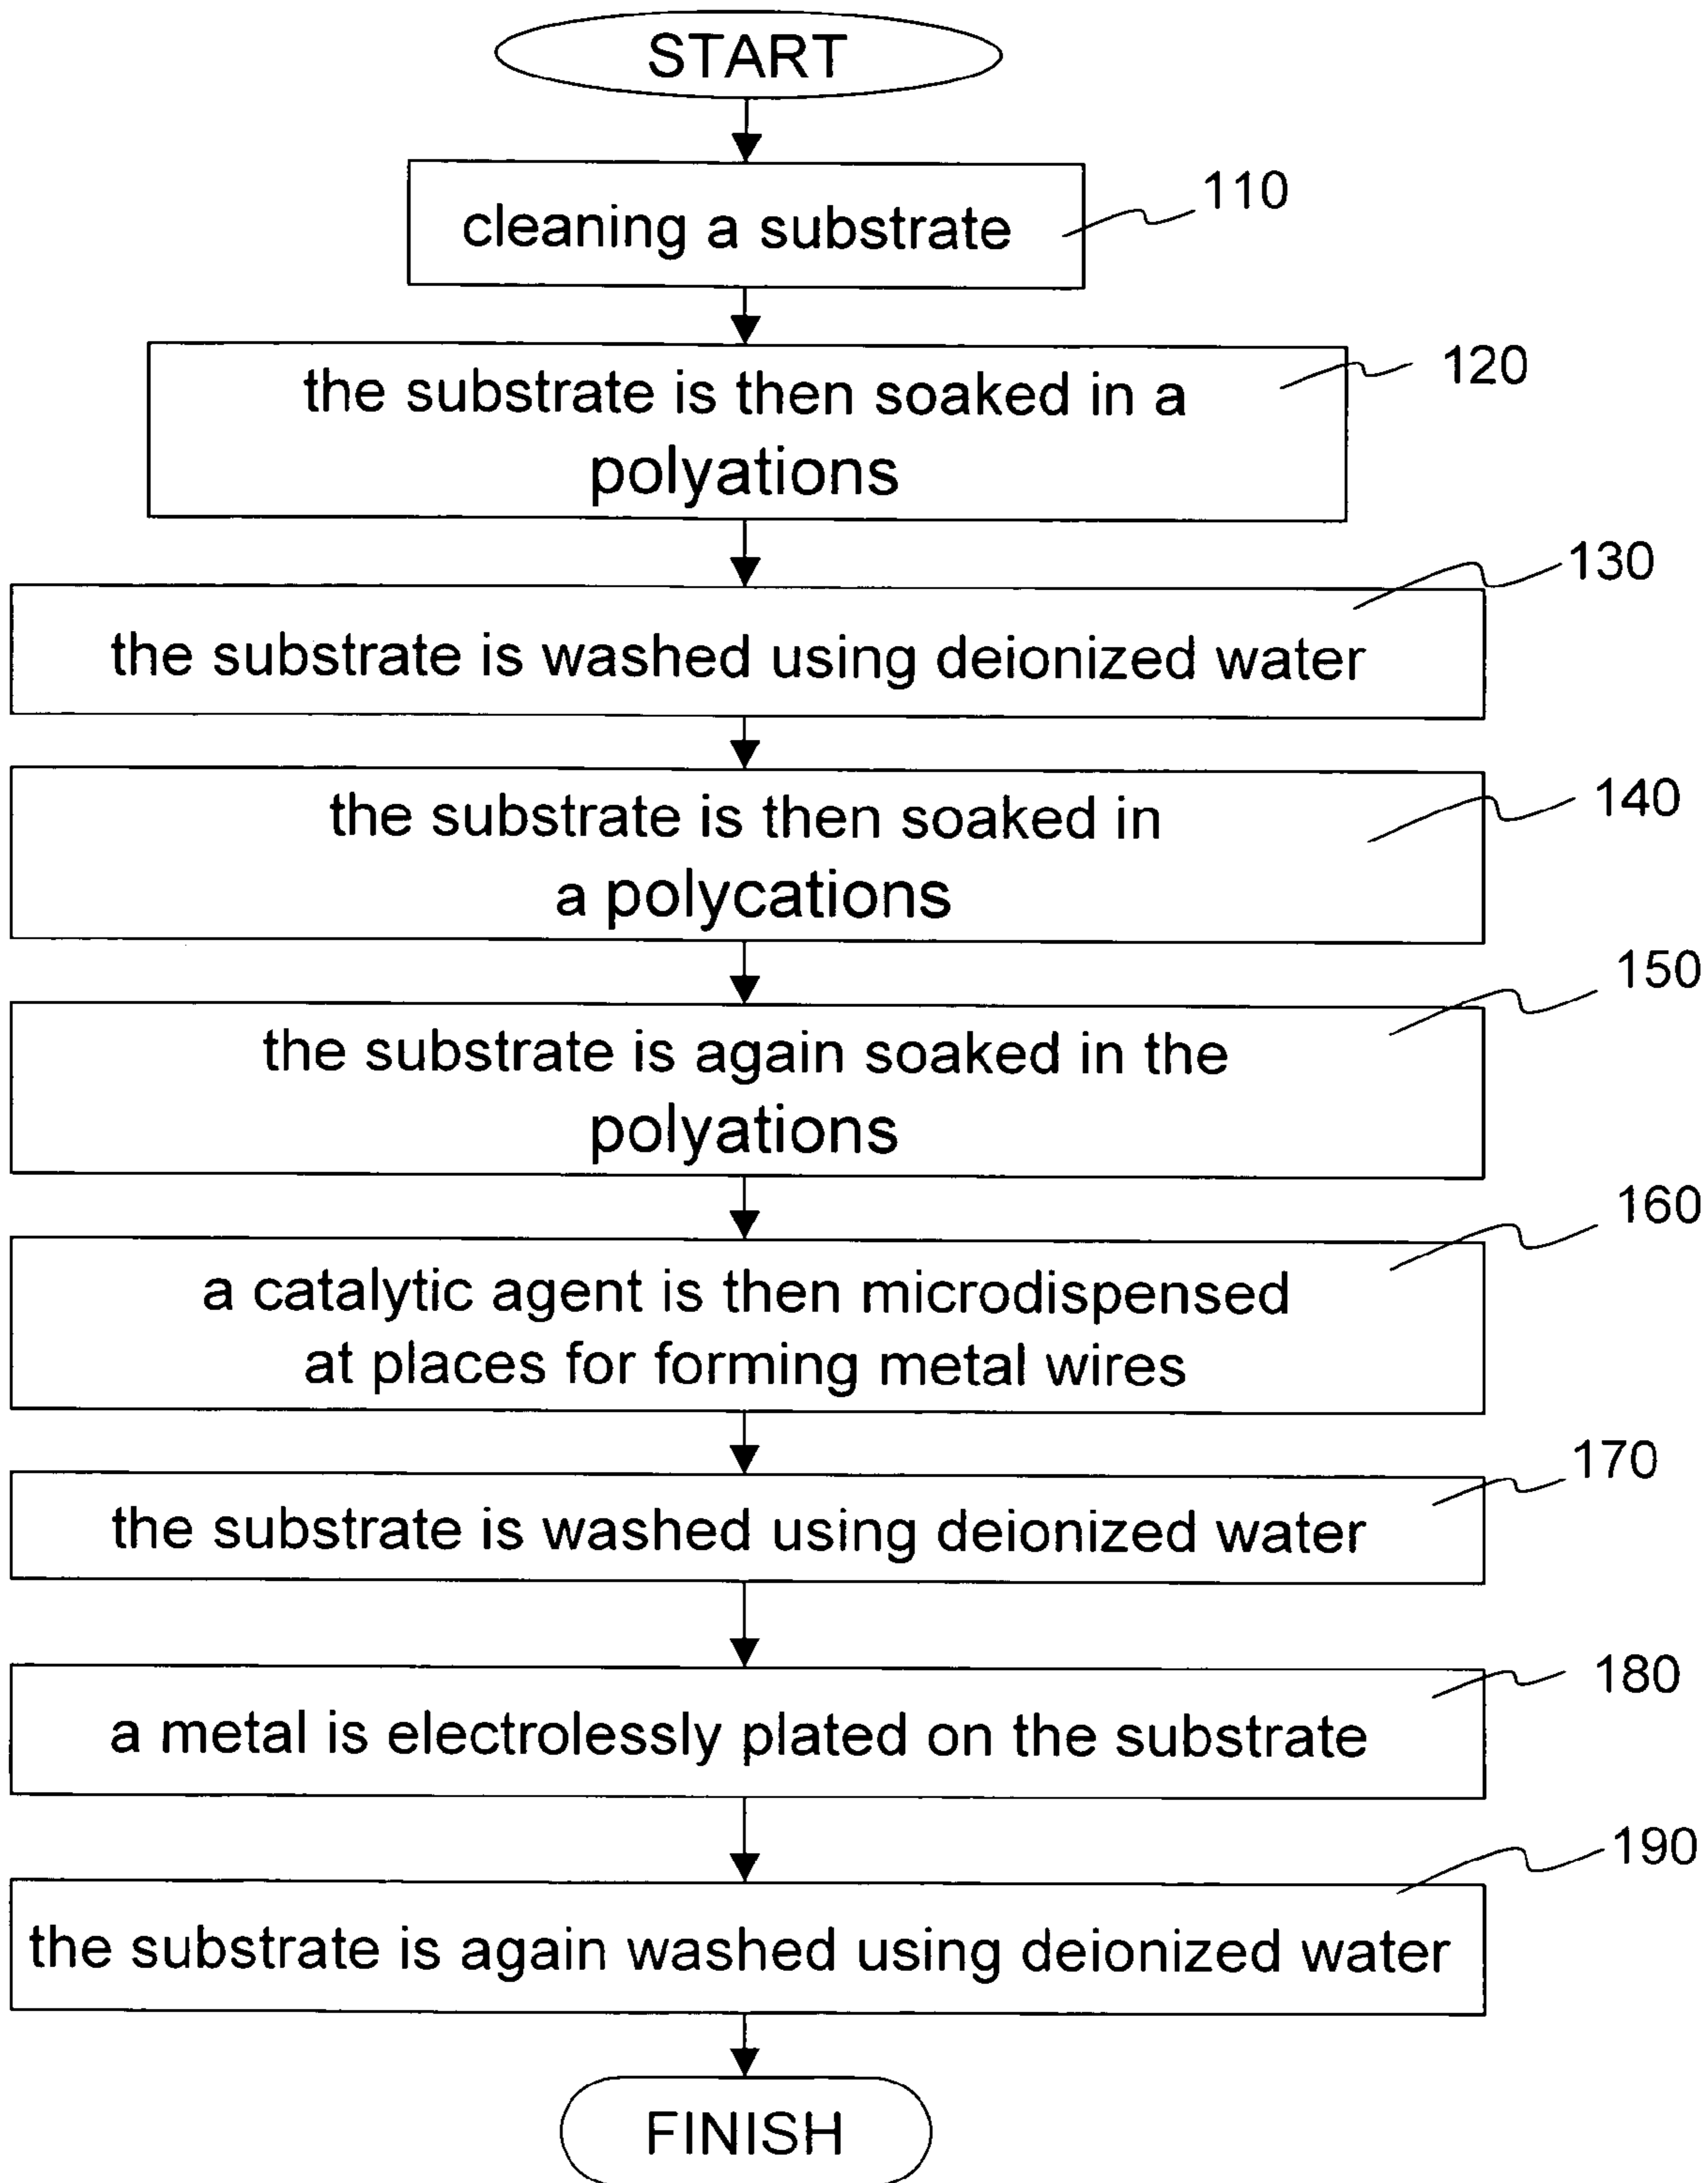 START
cleaning a substrate
110
the substrate is then soaked in a
polyations
120
the substrate is washed using deionized water
130
the substrate is then soaked in
a polycations
140
the substrate is again soaked in the
polyations
150
a catalytic agent is then microdispensed
at places for forming metal wires
160
the substrate is washed using deionized water
170
a metal is electrolessly plated on the substrate
180
the substrate is again washed using deionized water
190
FINISH